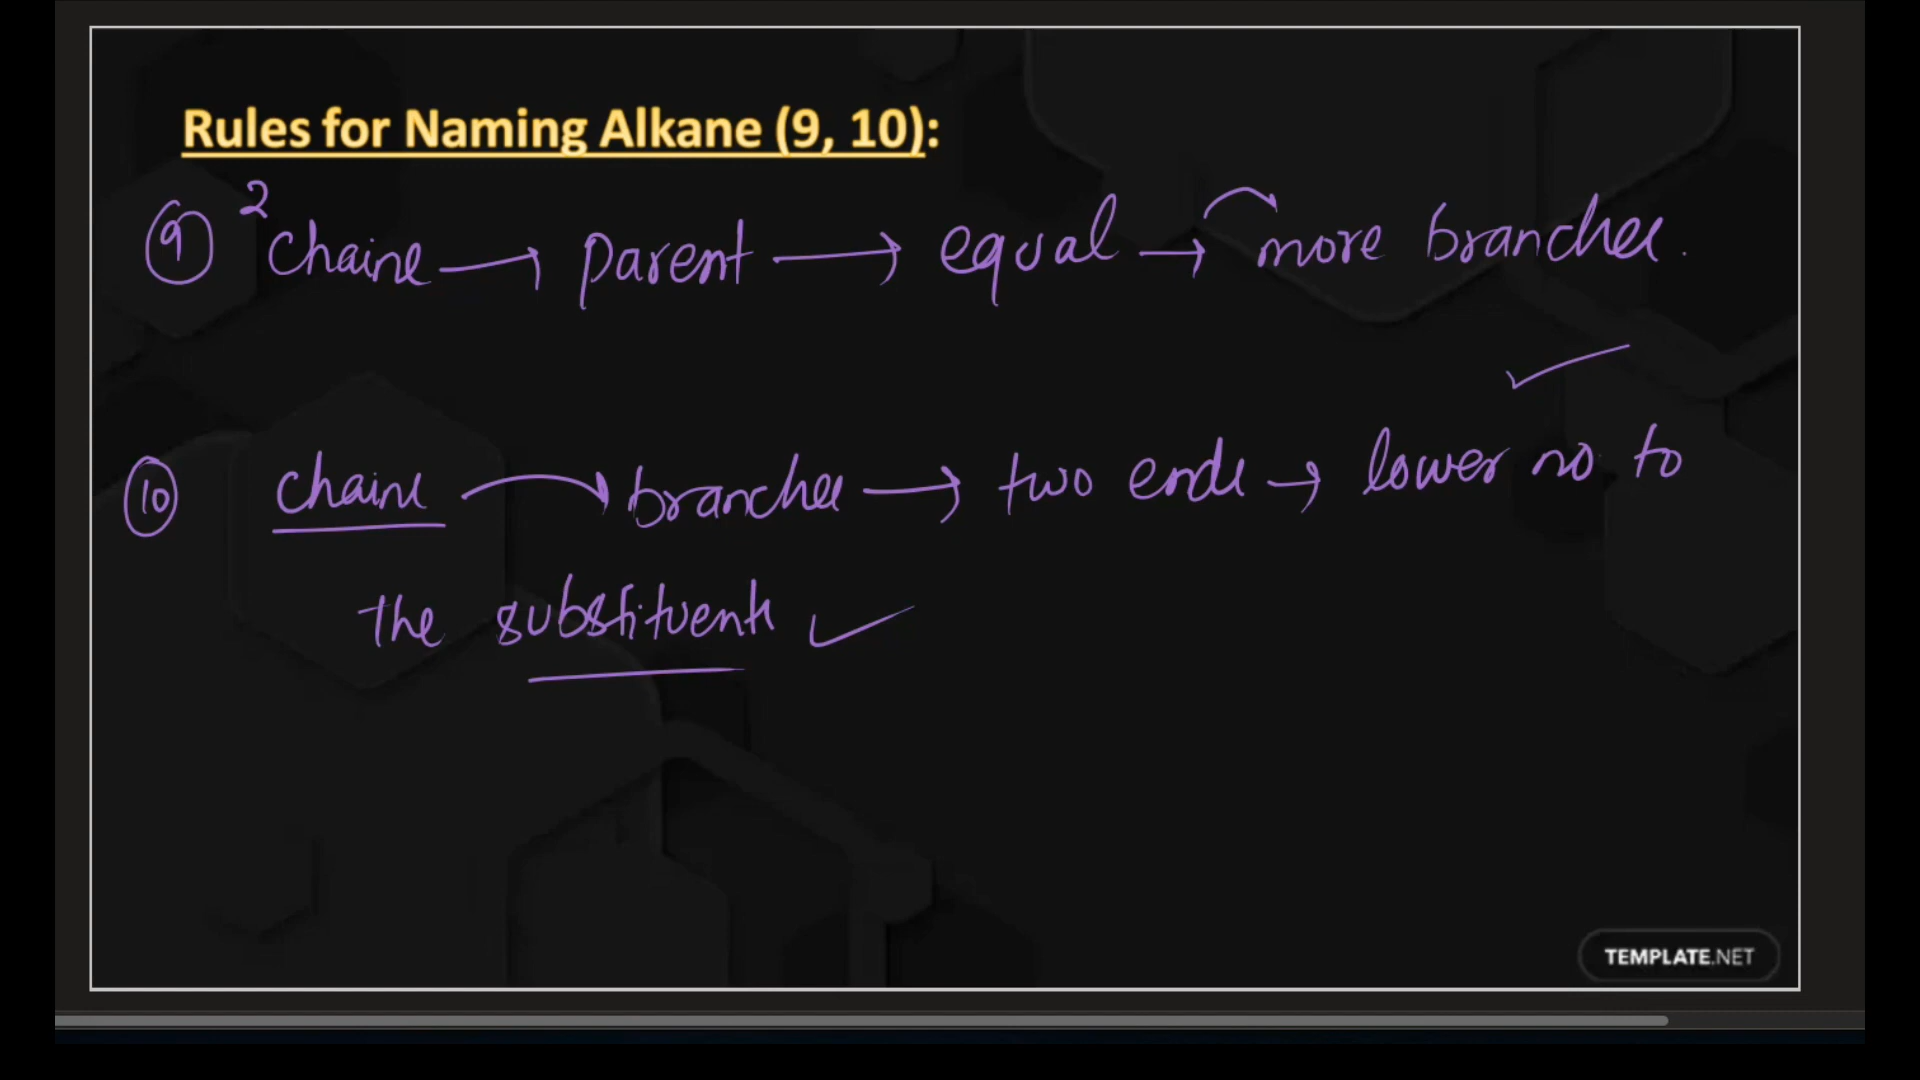 Rules for Naming Alkane (9, 10):
9 2 chains → parent → equal → more branches.
10 chains → branches → two ends → lower no. to
the substituents ✓
TEMPLATE.NET